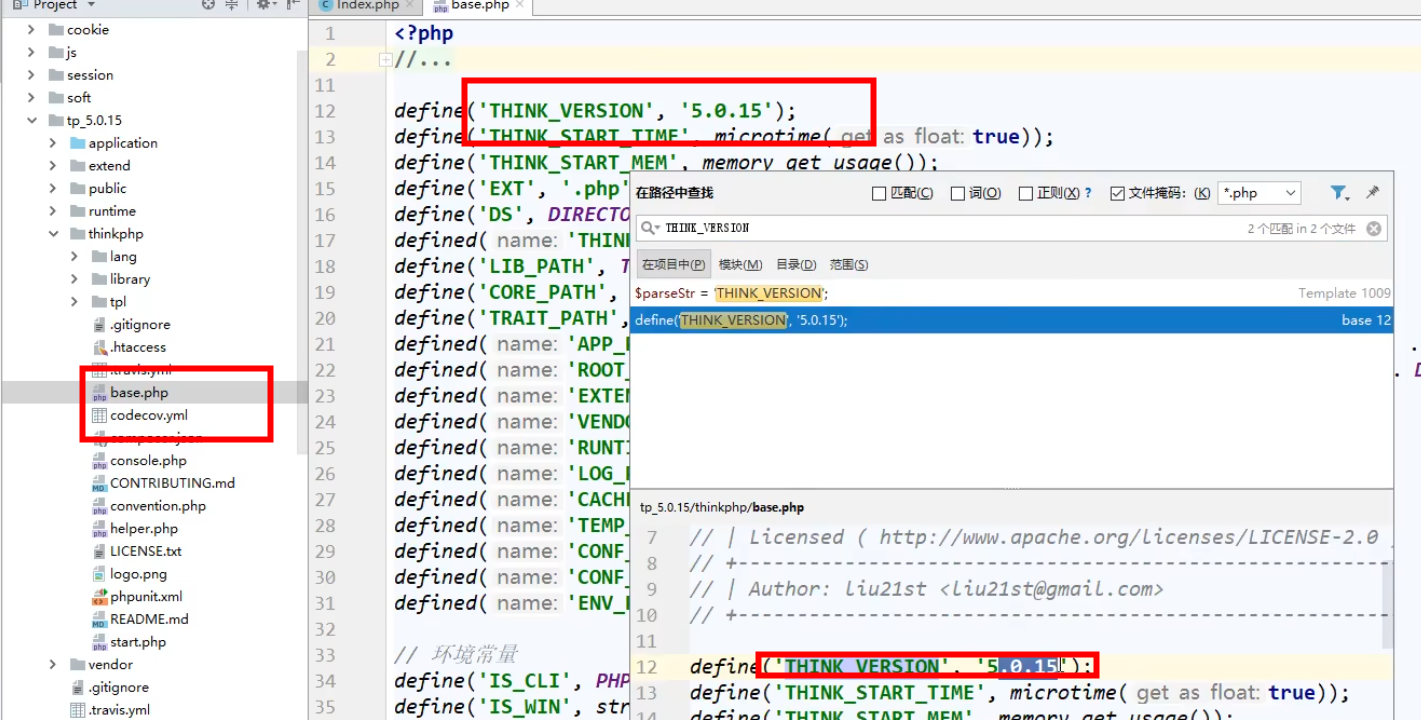 Project
Index.php
base.php
cookie
js
session
soft
tp_5.0.15
application
extend
public
runtime
thinkphp
lang
library
tpl
.gitignore
.htaccess
.travis.yml
base.php
codecov.yml
composer.json
console.php
CONTRIBUTING.md
convention.php
helper.php
LICENSE.txt
logo.png
phpunit.xml
README.md
start.php
vendor
.gitignore
.travis.yml
1 <?php
2 //...
11
12 define('THINK_VERSION', '5.0.15');
13 define('THINK_START_TIME', microtime( get as float: true));
14 define('THINK_START_MEM', memory_get_usage());
15 define('EXT', '.php'
16 define('DS', DIRECTO
17 defined( name: 'THIN
18 define('LIB_PATH', T
19 define('CORE_PATH',
20 define('TRAIT_PATH',
21 defined( name: 'APP_
22 defined( name: 'ROOT_
23 defined( name: 'EXTEN
24 defined( name: 'VENDO
25 defined( name: 'RUNTI
26 defined( name: 'LOG_
27 defined( name: 'CACHE
28 defined( name: 'TEMP_
29 defined( name: 'CONF_
30 defined( name: 'CONF_
31 defined( name: 'ENV_
32
33 // 环境常量
34 define('IS_CLI', PHP
35 define('IS_WIN', str
在路径中查找 匹配(C) 词(O) 正则(X) ? 文件掩码: (K) *.php
THINK_VERSION 2 个匹配 in 2 个文件
在项目中(P) 模块(M) 目录(D) 范围(S)
$parseStr = 'THINK_VERSION'; Template 1009
define('THINK_VERSION', '5.0.15'); base 12
tp_5.0.15/thinkphp/base.php
7 // | Licensed ( http://www.apache.org/licenses/LICENSE-2.0
8 // +-----------------------------------------------------
9 // | Author: liu21st <liu21st@gmail.com>
10 // +-----------------------------------------------------
11
12 define('THINK_VERSION', '5.0.15');
13 define('THINK_START_TIME', microtime( get as float: true));
14 define('THINK_START_MEM', memory_get_usage());